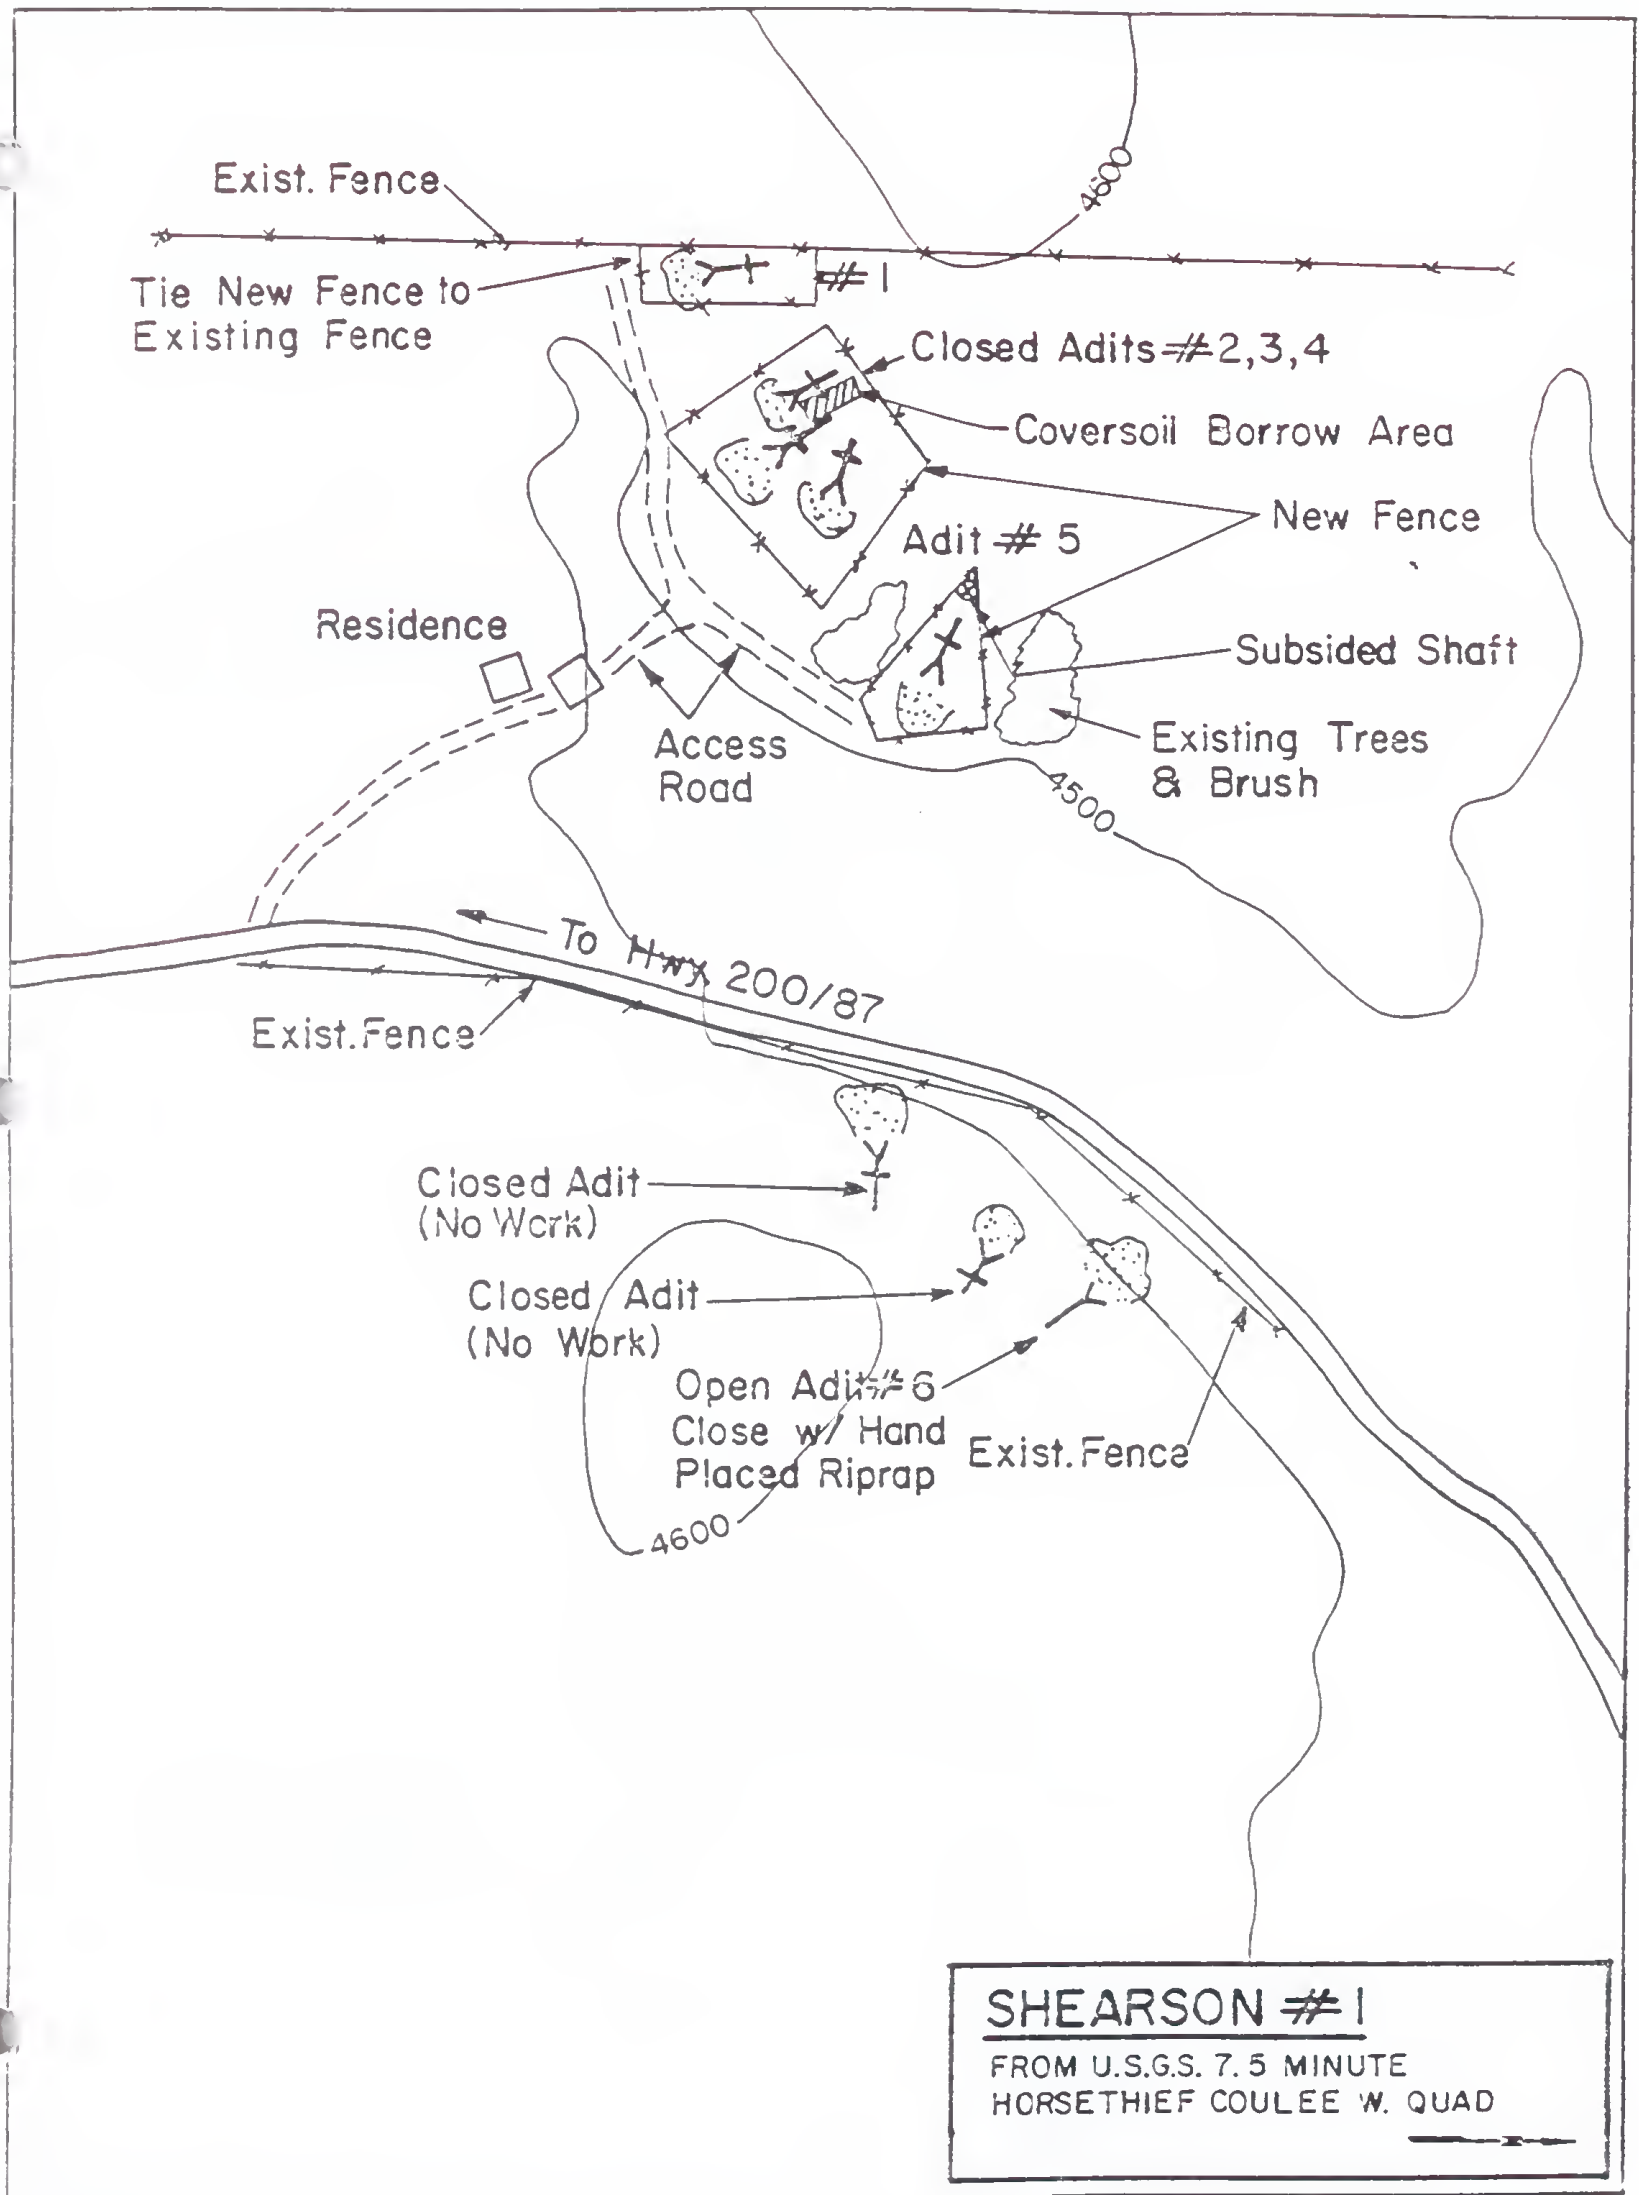 4600
Exist. Fence
Tie New Fence to
Existing Fence
# 1
Closed Adits #2,3,4
Coversoil Borrow Area
New Fence
Adit # 5
Residence
Subsided Shaft
Access
Road
Existing Trees
& Brush
4500
To Hwy 200/87
Exist. Fence
Closed Adit
(No Work)
Closed Adit
(No Work)
Open Adit #6
Close w/ Hand
Placed Riprap
Exist. Fence
4600
SHEARSON # 1
FROM U.S.G.S. 7.5 MINUTE
HORSETHIEF COULEE W. QUAD